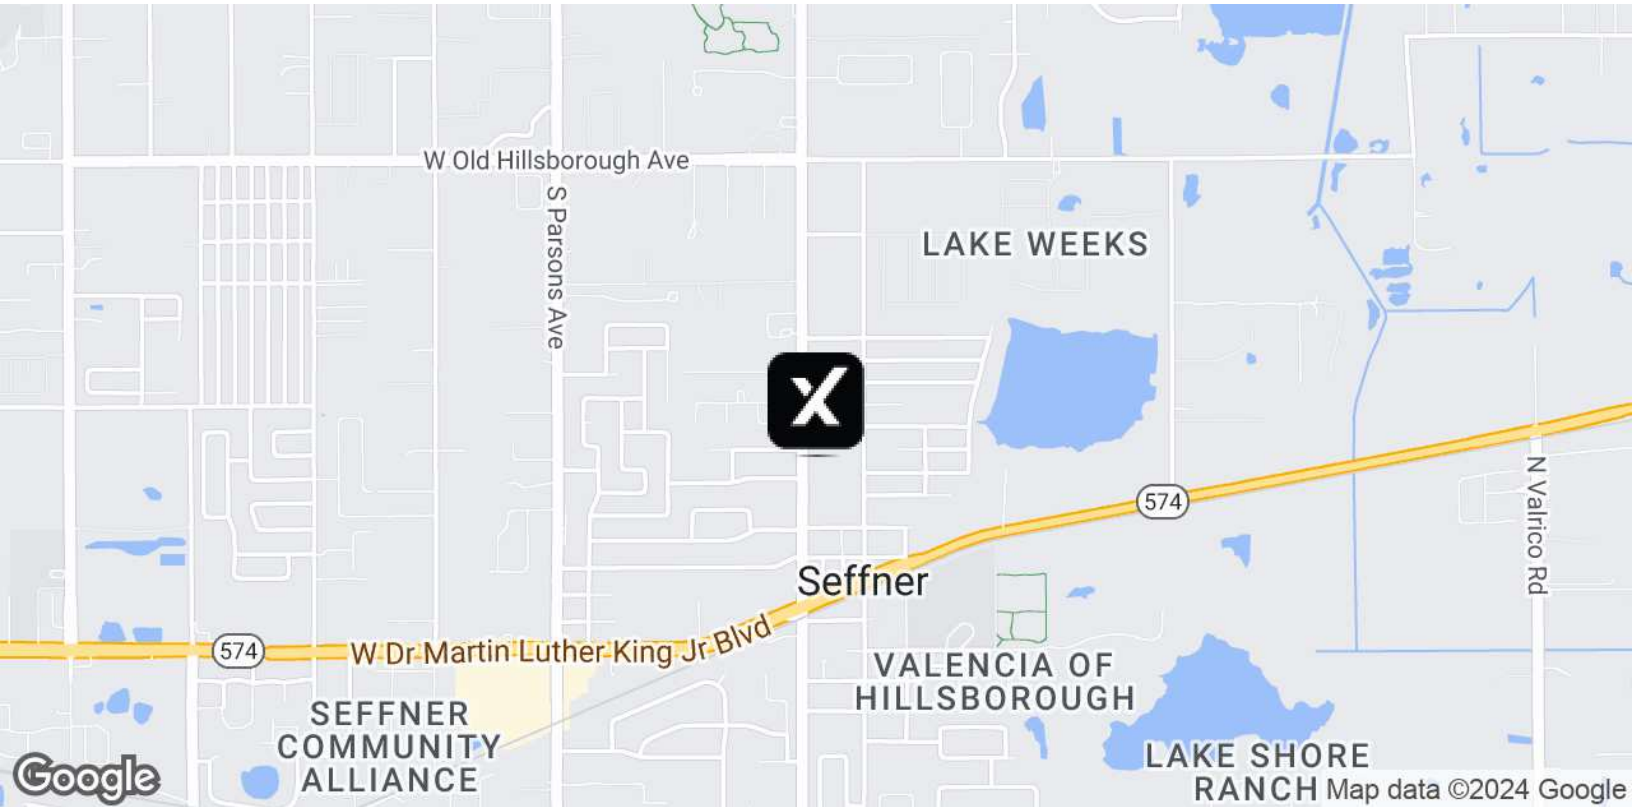 W Old Hillsborough Ave
S Parsons Ave
LAKE WEEKS
X
574
N Valrico Rd
Seffner
574
W Dr Martin Luther King Jr Blvd
VALENCIA OF
HILLSBOROUGH
SEFFNER
COMMUNITY
ALLIANCE
LAKE SHORE
RANCH
Google
Map data ©2024 Google